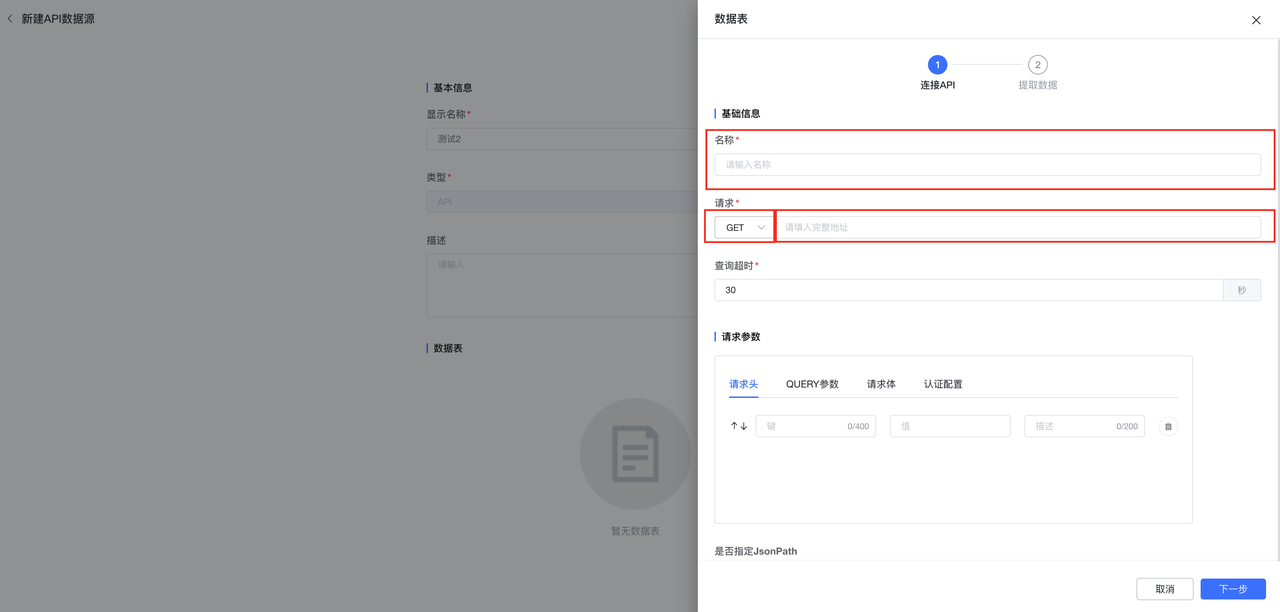 新建API数据源
基本信息
显示名称*
测试2
类型*
API
描述
请输入
数据表
暂无数据表
数据表
1
2
连接API
提取数据
基础信息
名称*
请输入名称
请求*
GET
请填入完整地址
查询超时*
30
秒
请求参数
请求头
QUERY参数
请求体
认证配置
键
0/400
值
描述
0/200
是否指定JsonPath
取消
下一步